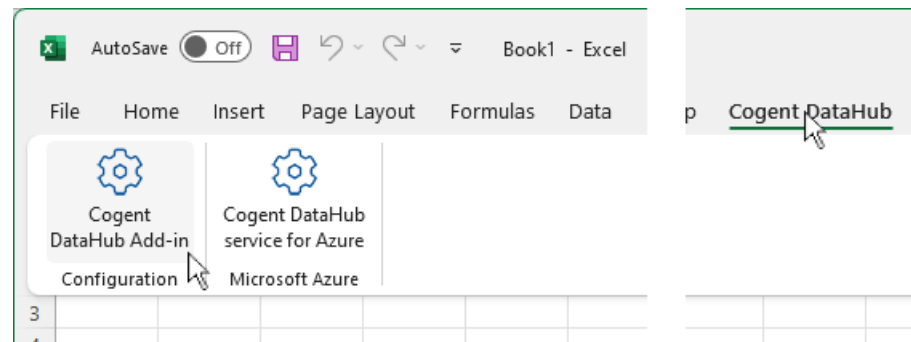 AutoSave Off Book1 - Excel
File Home Insert Page Layout Formulas Data p Cogent DataHub
Cogent
DataHub Add-in
Configuration
Cogent DataHub
service for Azure
Microsoft Azure
3